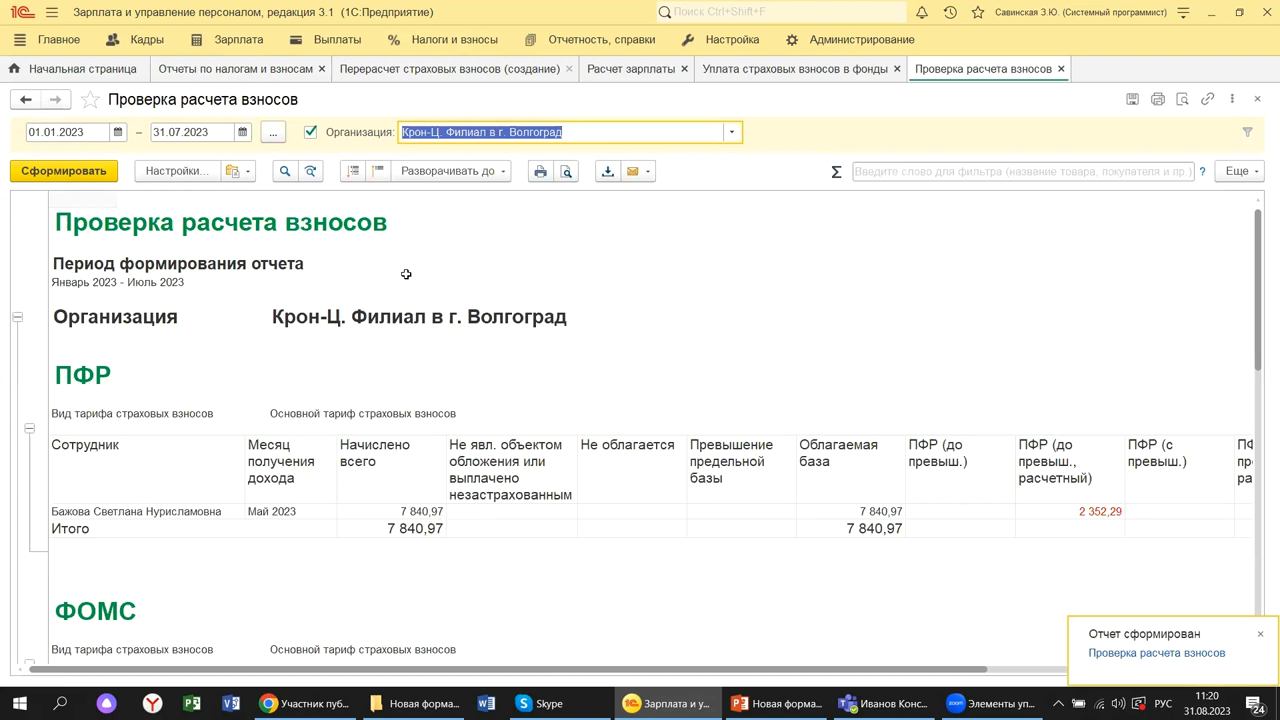 Зарплата и управление персоналом, редакция 3.1 (1С:Предприятие)
Поиск Ctrl+Shift+F
Савинская З.Ю. (Системный программист)
Главное
Кадры
Зарплата
Выплаты
Налоги и взносы
Отчетность, справки
Настройка
Администрирование
Начальная страница
Отчеты по налогам и взносам
Перерасчет страховых взносов (создание)
Расчет зарплаты
Уплата страховых взносов в фонды
Проверка расчета взносов
Проверка расчета взносов
01.01.2023
–
31.07.2023
...
Организация:
Крон-Ц. Филиал в г. Волгоград
Сформировать
Настройки...
Разворачивать до
Σ
Введите слово для фильтра (название товара, покупателя и пр.)
?
Еще
Проверка расчета взносов
Период формирования отчета
Январь 2023 - Июль 2023
Организация
Крон-Ц. Филиал в г. Волгоград
ПФР
Вид тарифа страховых взносов
Основной тариф страховых взносов
Сотрудник
Месяц
получения
дохода
Начислено
всего
Не явл. объектом
обложения или
выплачено
незастрахованным
Не облагается
Превышение
предельной
базы
Облагаемая
база
ПФР (до
превыш.)
ПФР (до
превыш.,
расчетный)
ПФР (с
превыш.)
Бажова Светлана Нурисламовна
Май 2023
7 840,97
7 840,97
2 352,29
Итого
7 840,97
7 840,97
ФОМС
Вид тарифа страховых взносов
Основной тариф страховых взносов
Отчет сформирован
Проверка расчета взносов
Участник пуб...
Новая форма...
Skype
Зарплата и у...
Новая форма...
Иванов Конс...
Элементы уп...
РУС
11:20
31.08.2023
24